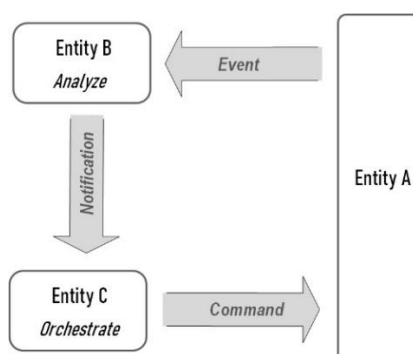 Entity B
Analyze
Event
Entity A
Notification
Entity C
Orchestrate
Command